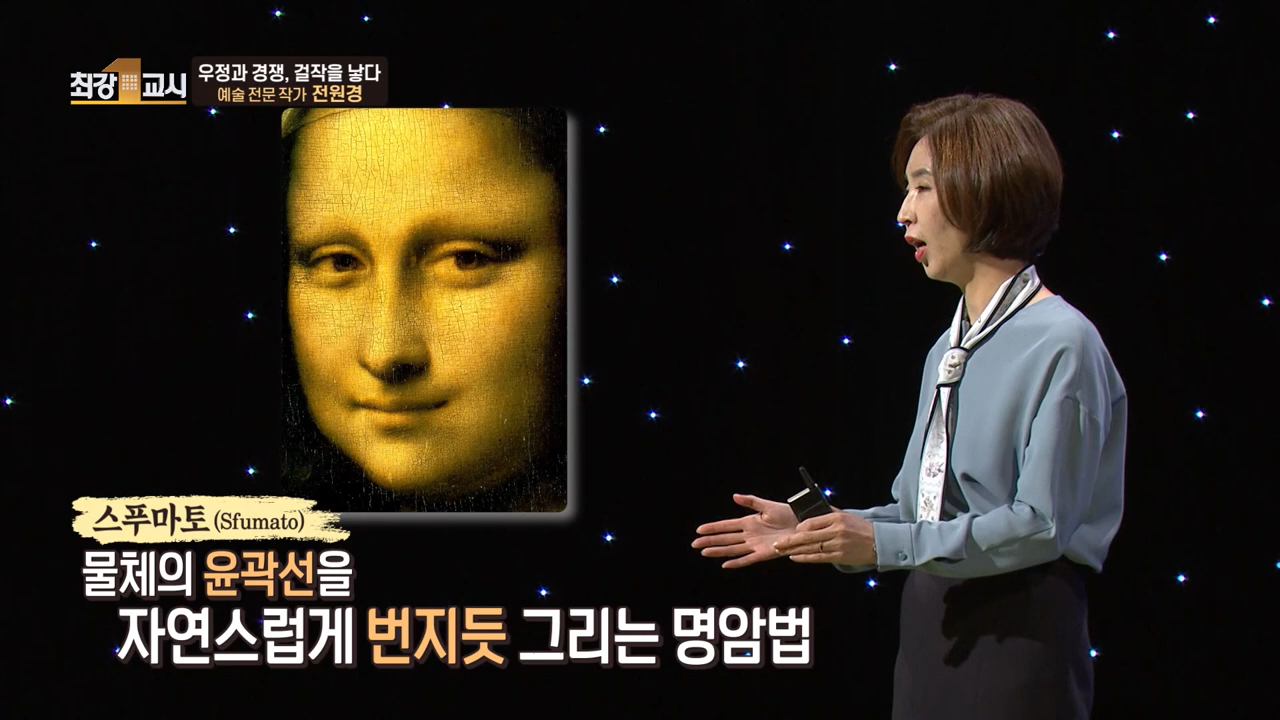 최강1교시
우정과 경쟁, 걸작을 낳다
예술 전문 작가 전원경
스푸마토 (Sfumato)
물체의 윤곽선을
자연스럽게 번지듯 그리는 명암법